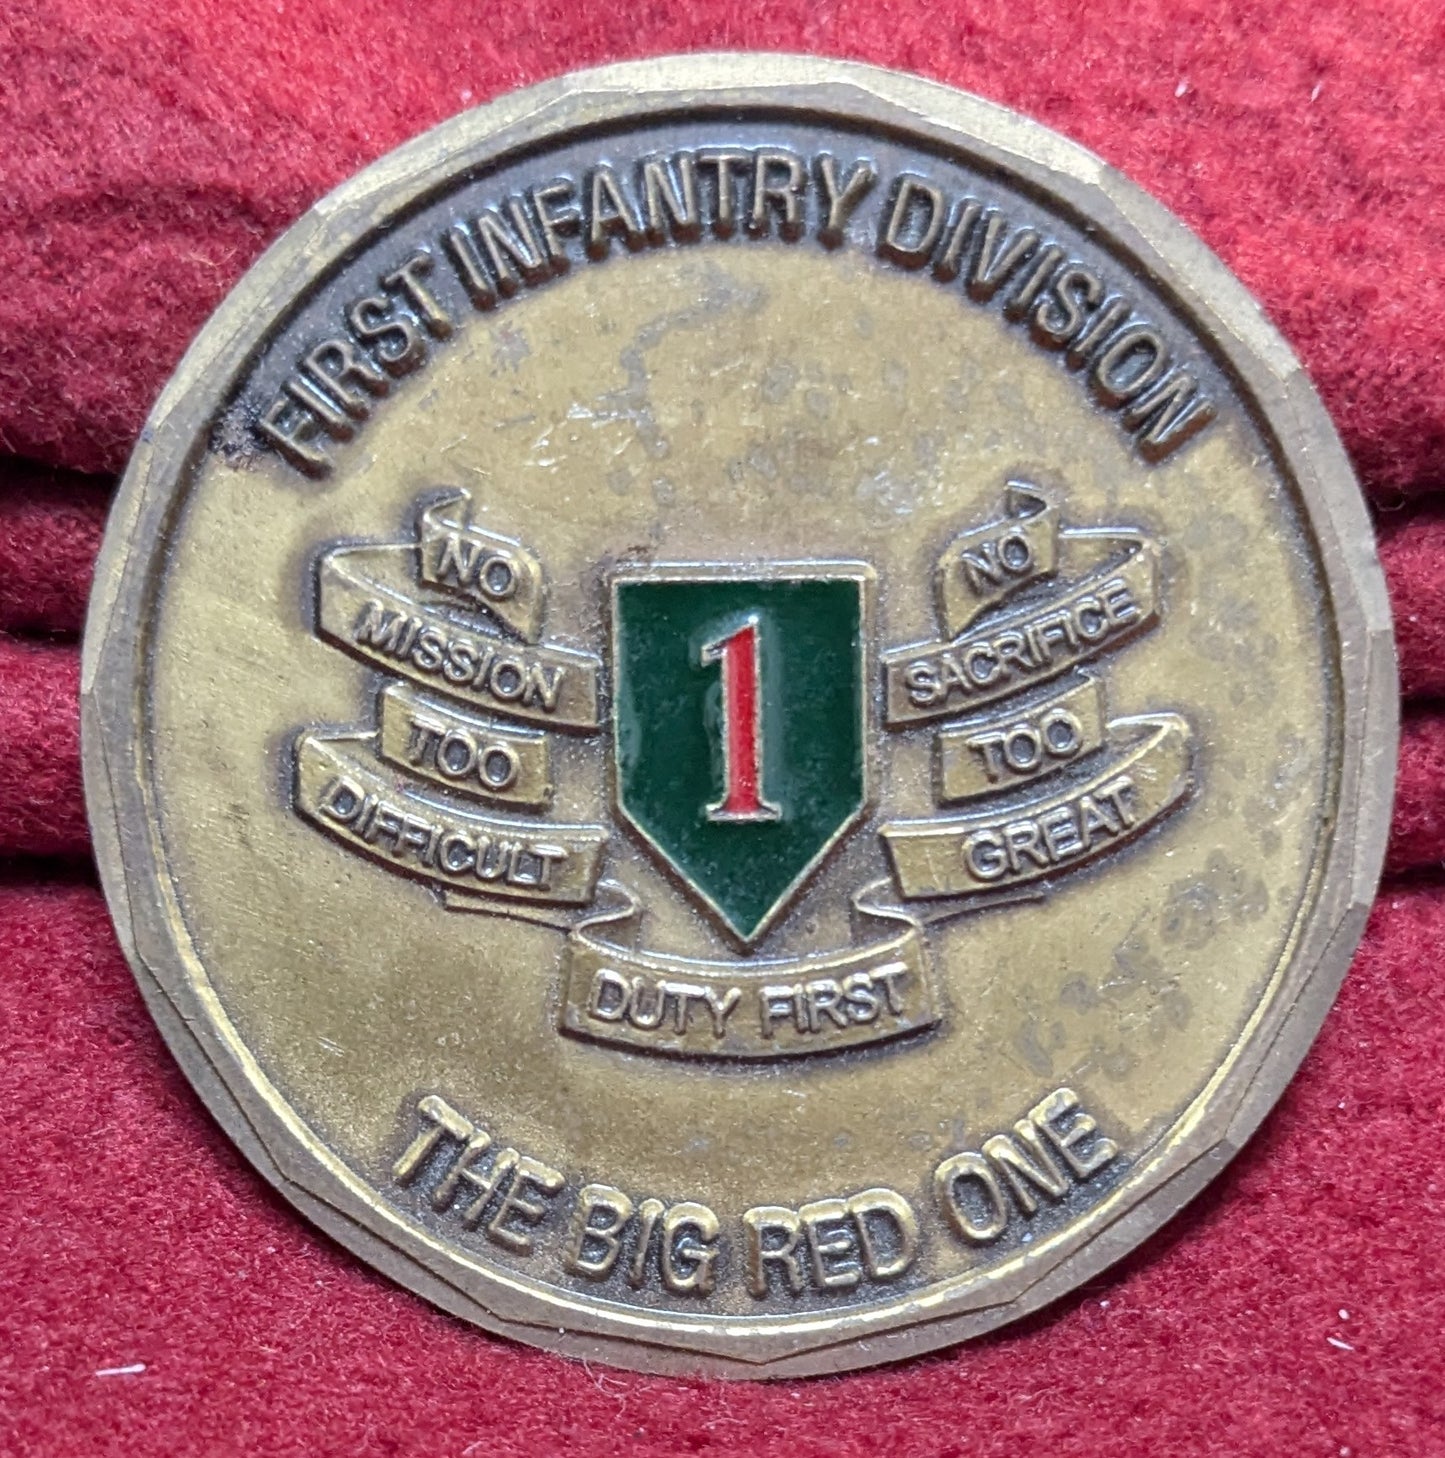 FIRST INFANTRY DIVISION
NO
MISSION
TOO
DIFFICULT
NO
SACRIFICE
TOO
GREAT
1
DUTY FIRST
THE BIG RED ONE